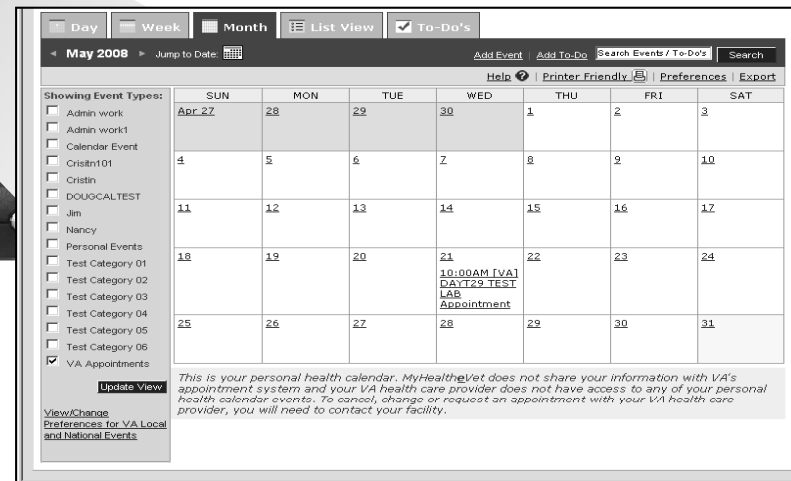 Day Week Month List View To-Do's
May 2008 Jump to Date: Add Event | Add To-Do Search Events / To-Do's Search
Help | Printer Friendly | Preferences | Export
Showing Event Types:
Admin work
Admin work1
Calendar Event
Crisitn101
Cristin
DOUGCALTEST
Jim
Nancy
Personal Events
Test Category 01
Test Category 02
Test Category 03
Test Category 04
Test Category 05
Test Category 06
VA Appointments
Update View
View/Change
Preferences for VA Local
and National Events
SUN MON TUE WED THU FRI SAT
Apr 27 28 29 30 1 2 3
4 5 6 7 8 9 10
11 12 13 14 15 16 17
18 19 20 21 22 23 24
10:00AM [VA]
DAYT29 TEST
LAB
Appointment
25 26 27 28 29 30 31
This is your personal health calendar. MyHealtheVet does not share your information with VA's
appointment system and your VA health care provider does not have access to any of your personal
health calendar events. To cancel, change or request an appointment with your VA health care
provider, you will need to contact your facility.